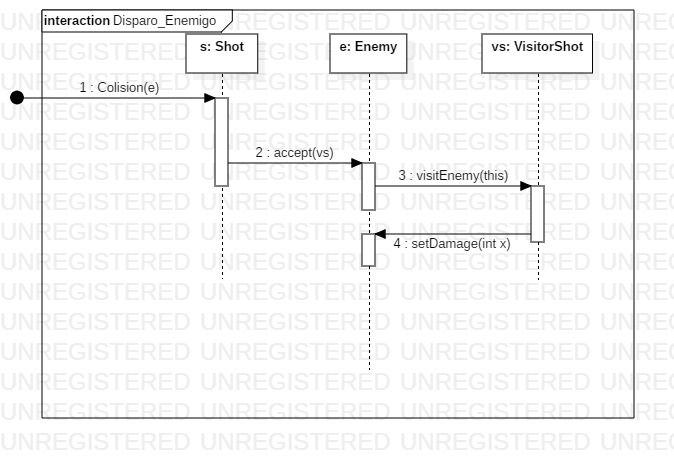 interaction Disparo_Enemigo
s: Shot
e: Enemy
vs: VisitorShot
1 : Colision(e)
2 : accept(vs)
3 : visitEnemy(this)
4 : setDamage(int x)
UNREGISTERED UNREGISTERED UNREGISTERED UNREGISTERED